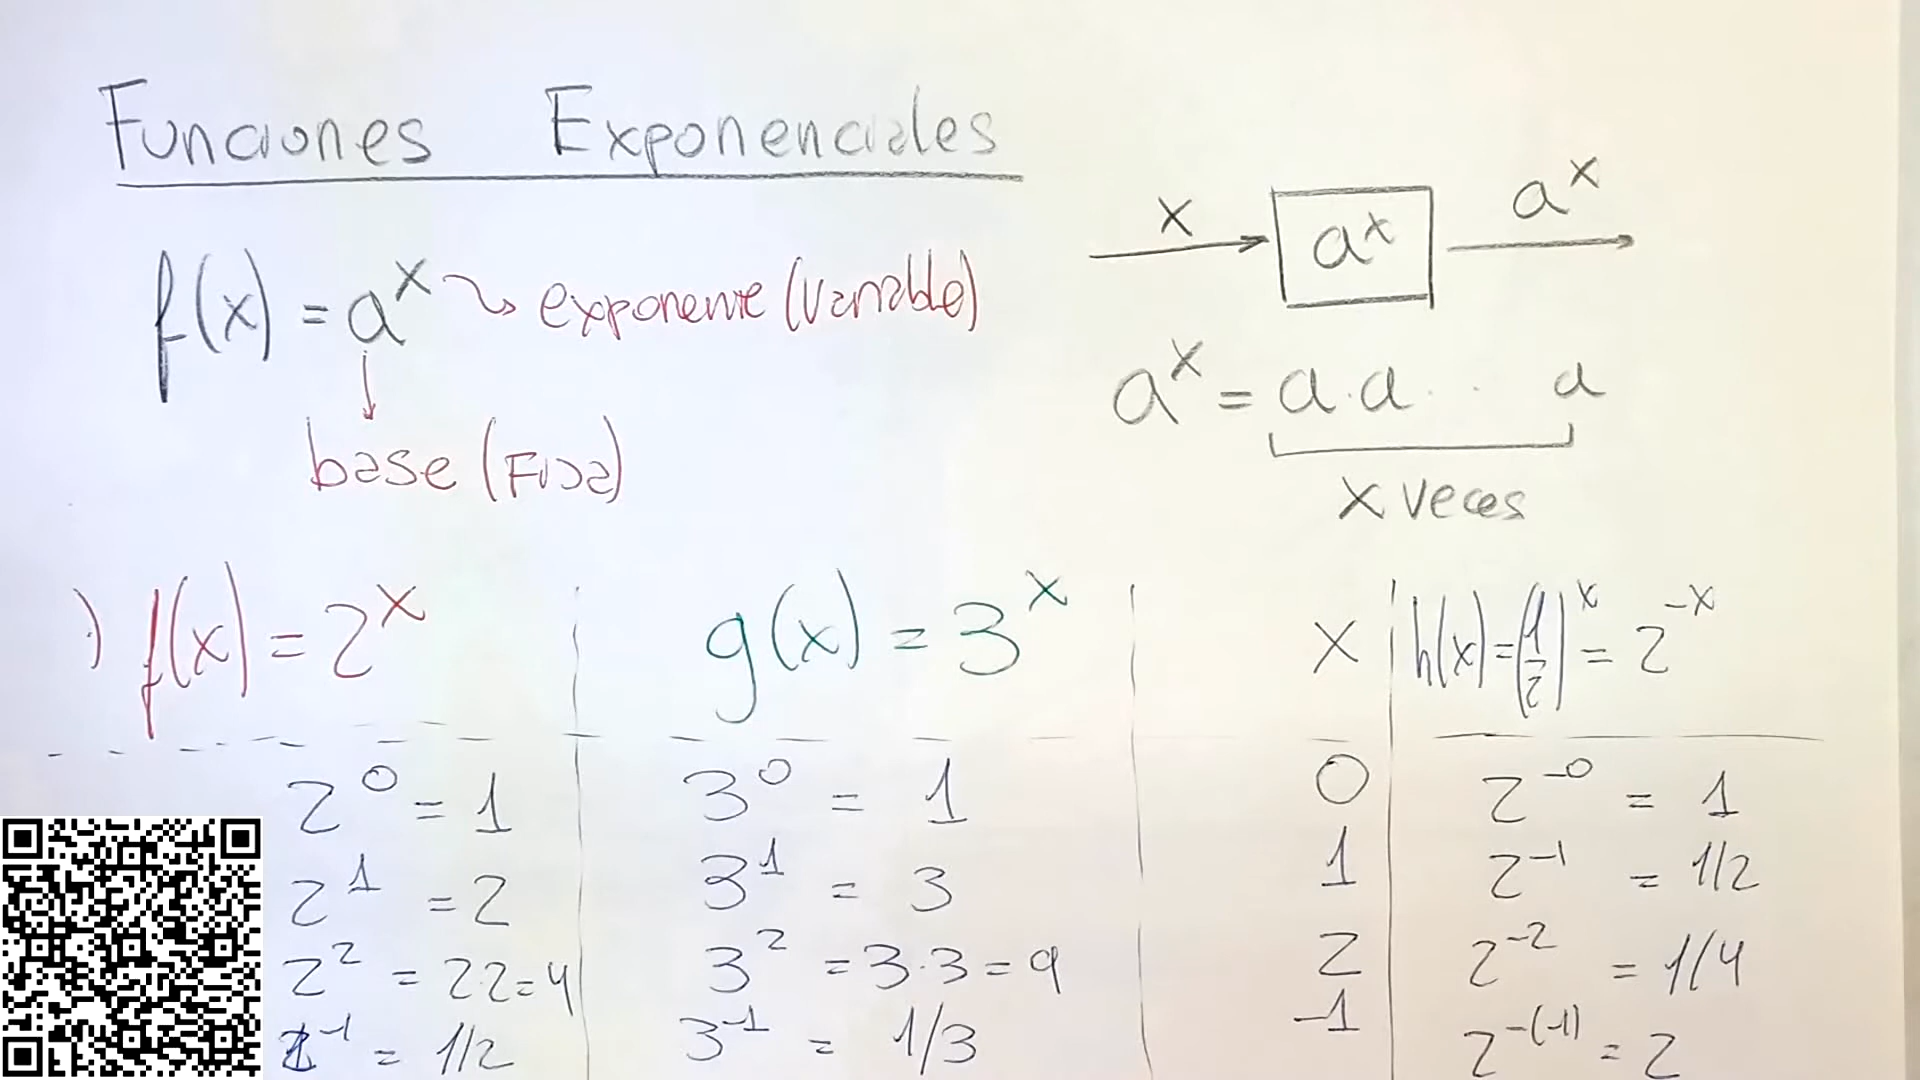 Funciones Exponenciales
f(x) = a^x → exponente (variable)
base (Fija)
x → a^x → a^x
a^x = a.a. . a
x veces
) f(x) = 2^x
g(x) = 3^x
x h(x) = (1/2)^x = 2^-x
2^0 = 1
3^0 = 1
0 2^-0 = 1
2^1 = 2
3^1 = 3
1 2^-1 = 1/2
2^2 = 2.2 = 4
3^2 = 3.3 = 9
2 2^-2 = 1/4
2^-1 = 1/2
3^-1 = 1/3
-1 2^-(-1) = 2